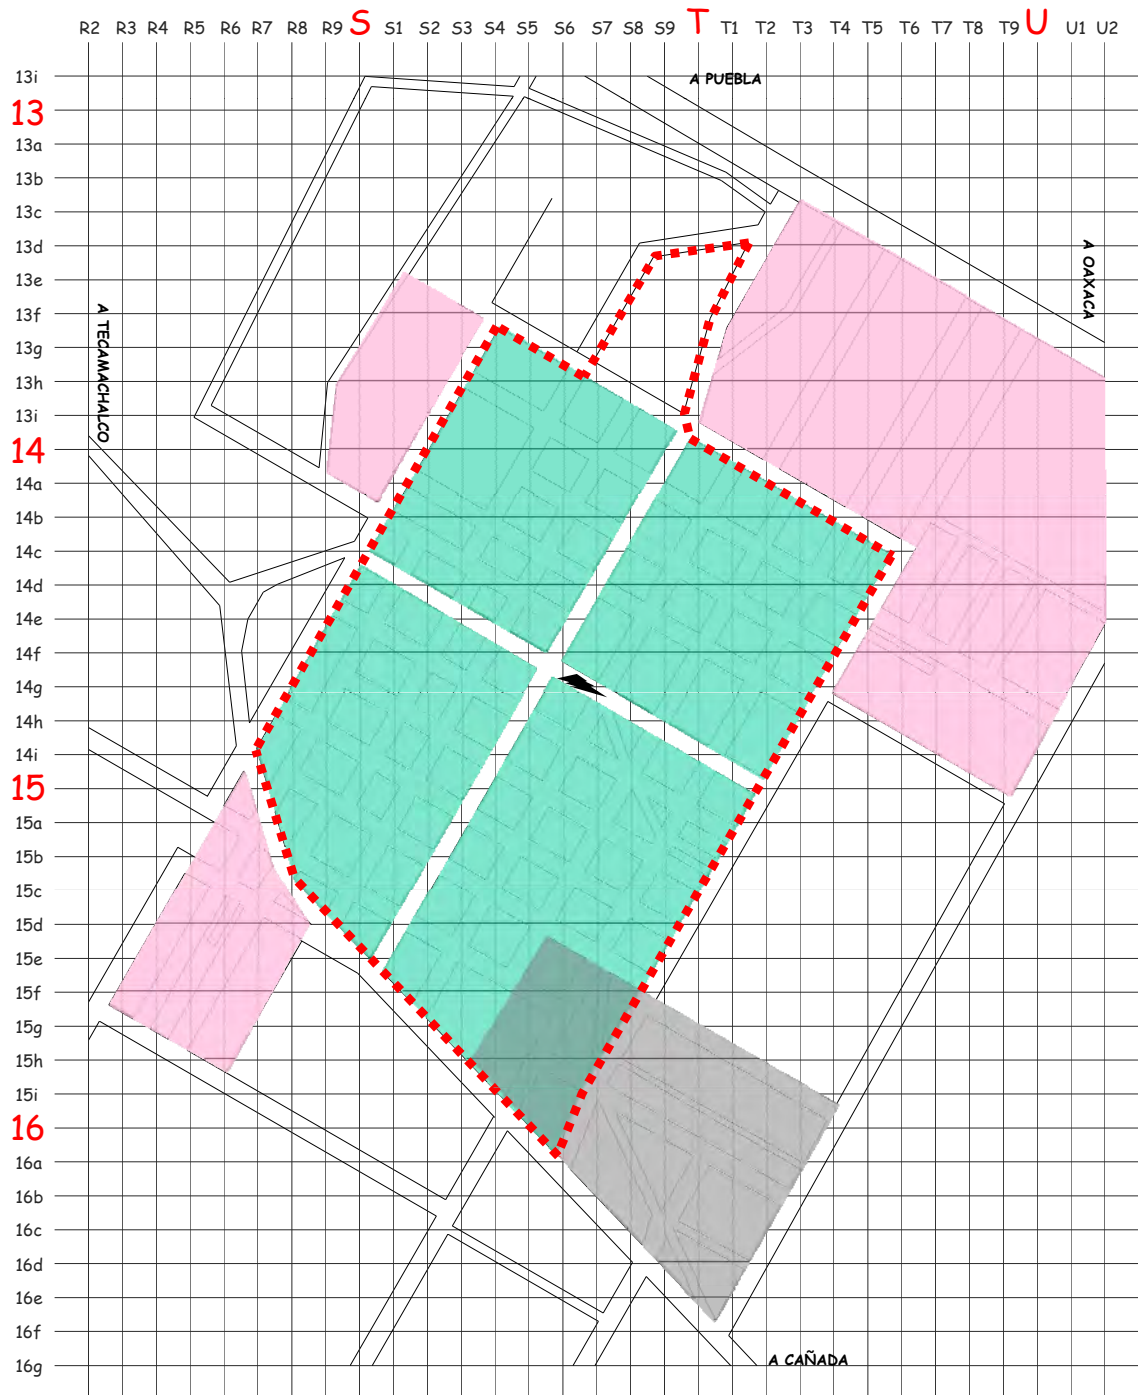 R2 R3 R4 R5 R6 R7 R8 R9 S S1 S2 S3 S4 S5 S6 S7 S8 S9 T T1 T2 T3 T4 T5 T6 T7 T8 T9 U U1 U2
13i
A PUEBLA
13
13a
13b
13c
13d
A OAXACA
13e
13f
A TECAMACHALCO
13g
13h
13i
14
14a
14b
14c
14d
14e
14f
14g
14h
14i
15
15a
15b
15c
15d
15e
15f
15g
15h
15i
16
16a
16b
16c
16d
16e
16f
A CAÑADA
16g